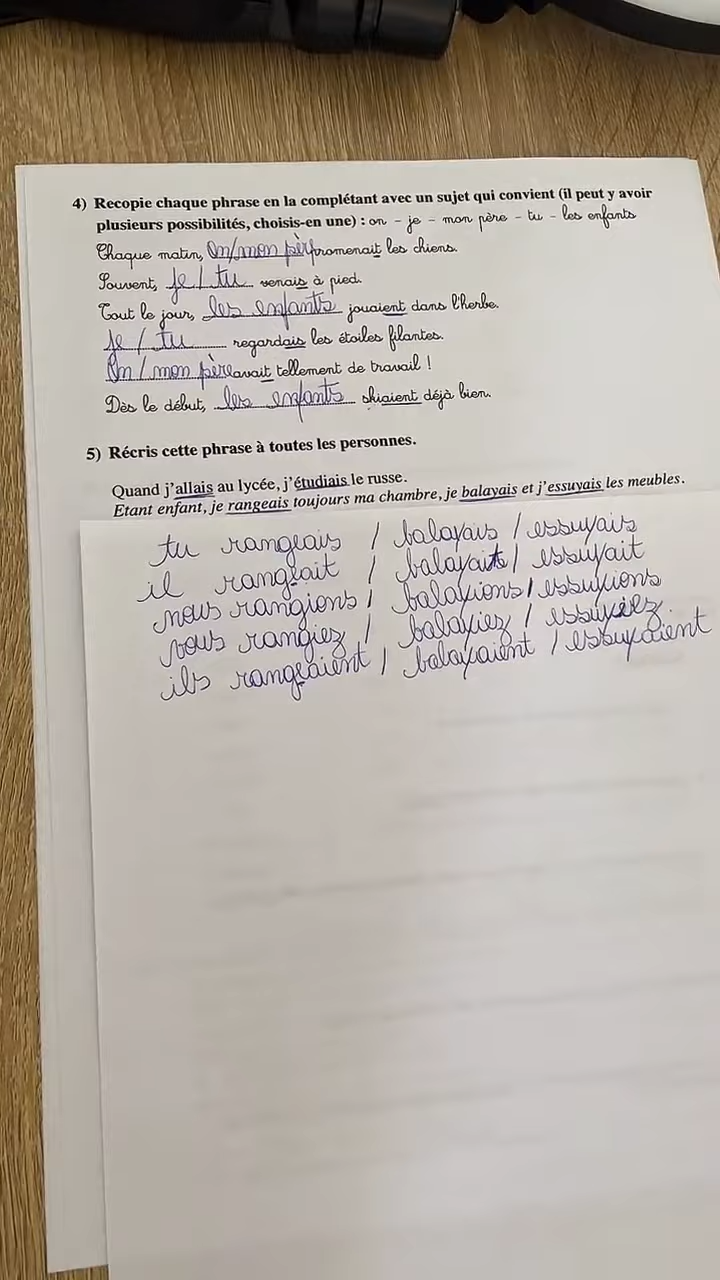 4) Recopie chaque phrase en la complétant avec un sujet qui convient (il peut y avoir
plusieurs possibilités, choisis-en une) : on - je - mon père - tu - les enfants
Chaque matin, On/mon père promenait les chiens.
Souvent, je / tu venais à pied.
Tout le jour, les enfants jouaient dans l'herbe.
je / tu regardais les étoiles filantes.
On / mon père avait tellement de travail !
Dès le début, les enfants skiaient déjà bien.
5) Récris cette phrase à toutes les personnes.
Quand j'allais au lycée, j'étudiais le russe.
Etant enfant, je rangeais toujours ma chambre, je balayais et j'essuyais les meubles.
tu rangeais / balayais / essuyais
il rangeait / balayait / essuyait
nous rangions / balayions / essuyions
vous rangiez / balayiez / essuyiez
ils rangeaient / balayaient / essuyaient